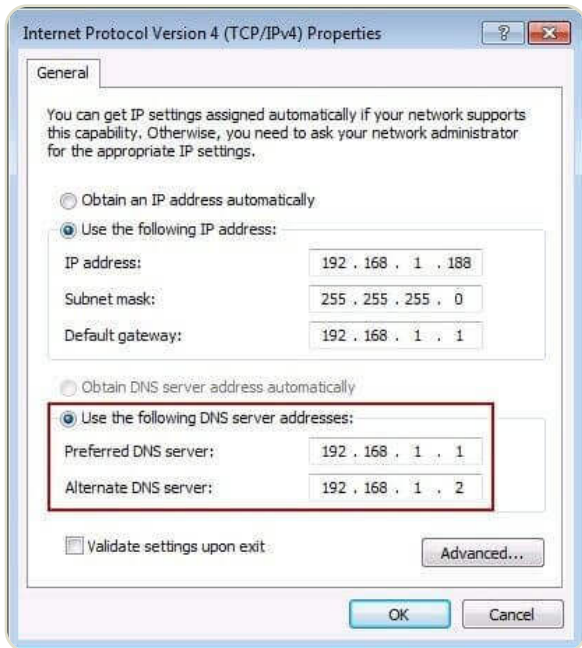 Internet Protocol Version 4 (TCP/IPv4) Properties
General
You can get IP settings assigned automatically if your network supports
this capability. Otherwise, you need to ask your network administrator
for the appropriate IP settings.
Obtain an IP address automatically
Use the following IP address:
IP address: 192 . 168 . 1 . 188
Subnet mask: 255 . 255 . 255 . 0
Default gateway: 192 . 168 . 1 . 1
Obtain DNS server address automatically
Use the following DNS server addresses:
Preferred DNS server: 192 . 168 . 1 . 1
Alternate DNS server: 192 . 168 . 1 . 2
Validate settings upon exit
Advanced...
OK Cancel